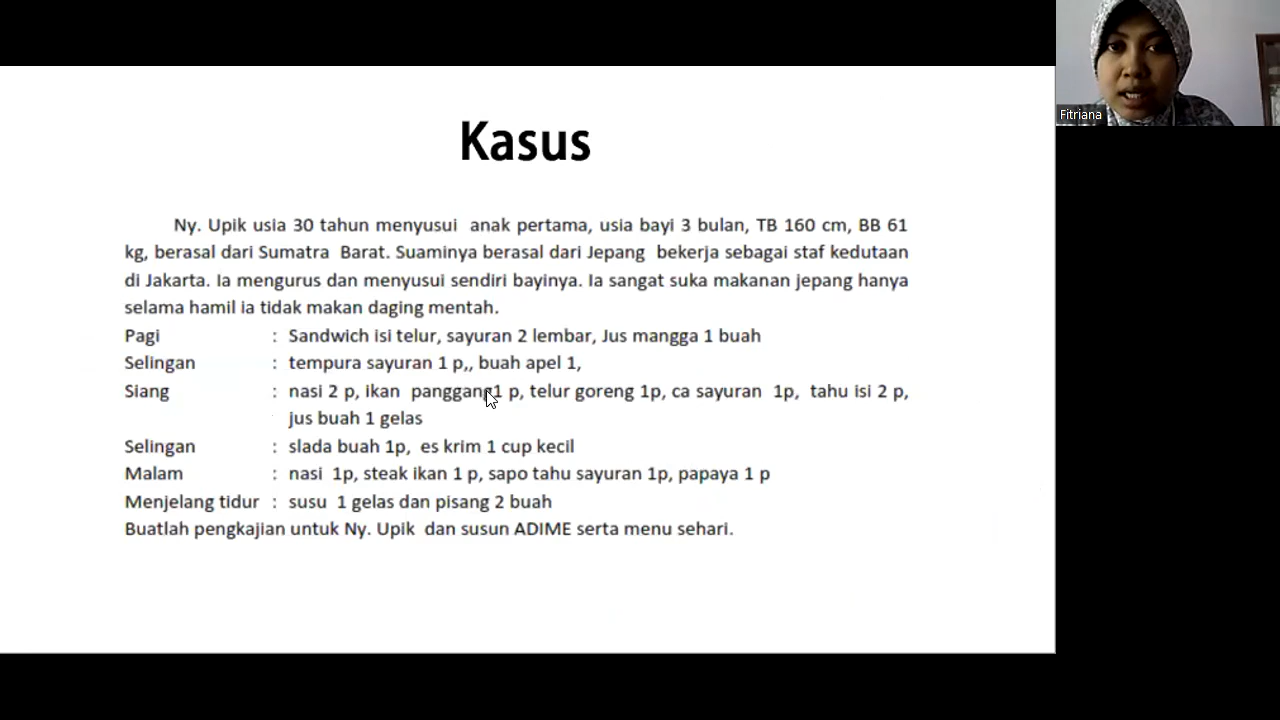 Kasus
Fitriana
Ny. Upik usia 30 tahun menyusui anak pertama, usia bayi 3 bulan, TB 160 cm, BB 61
kg, berasal dari Sumatra Barat. Suaminya berasal dari Jepang bekerja sebagai staf kedutaan
di Jakarta. Ia mengurus dan menyusui sendiri bayinya. Ia sangat suka makanan jepang hanya
selama hamil ia tidak makan daging mentah.
Pagi : Sandwich isi telur, sayuran 2 lembar, Jus mangga 1 buah
Selingan : tempura sayuran 1 p,, buah apel 1,
Siang : nasi 2 p, ikan panggang1 p, telur goreng 1p, ca sayuran 1p, tahu isi 2 p,
jus buah 1 gelas
Selingan : slada buah 1p, es krim 1 cup kecil
Malam : nasi 1p, steak ikan 1 p, sapo tahu sayuran 1p, papaya 1 p
Menjelang tidur : susu 1 gelas dan pisang 2 buah
Buatlah pengkajian untuk Ny. Upik dan susun ADIME serta menu sehari.